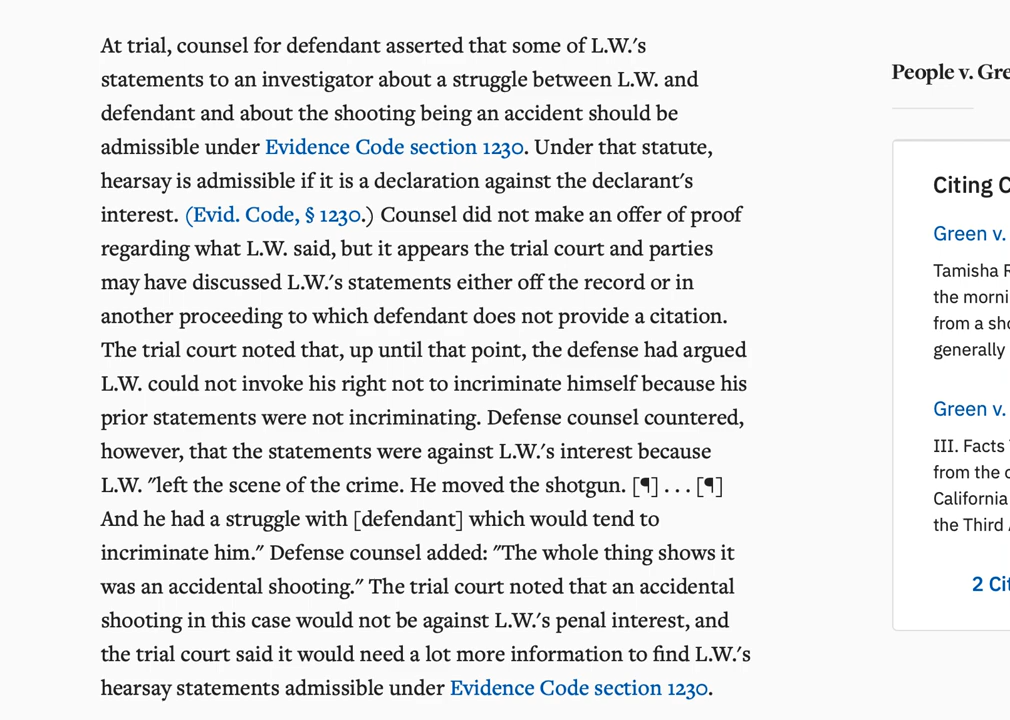 At trial, counsel for defendant asserted that some of L.W.'s
statements to an investigator about a struggle between L.W. and
defendant and about the shooting being an accident should be
admissible under Evidence Code section 1230. Under that statute,
hearsay is admissible if it is a declaration against the declarant's
interest. (Evid. Code, § 1230.) Counsel did not make an offer of proof
regarding what L.W. said, but it appears the trial court and parties
may have discussed L.W.'s statements either off the record or in
another proceeding to which defendant does not provide a citation.
The trial court noted that, up until that point, the defense had argued
L.W. could not invoke his right not to incriminate himself because his
prior statements were not incriminating. Defense counsel countered,
however, that the statements were against L.W.'s interest because
L.W. "left the scene of the crime. He moved the shotgun. [¶] . . . [¶]
And he had a struggle with [defendant] which would tend to
incriminate him." Defense counsel added: "The whole thing shows it
was an accidental shooting." The trial court noted that an accidental
shooting in this case would not be against L.W.'s penal interest, and
the trial court said it would need a lot more information to find L.W.'s
hearsay statements admissible under Evidence Code section 1230.
People v. Gre
Citing C
Green v.
Tamisha R
the morni
from a sho
generally
Green v.
III. Facts
from the
California
the Third
2 Cit